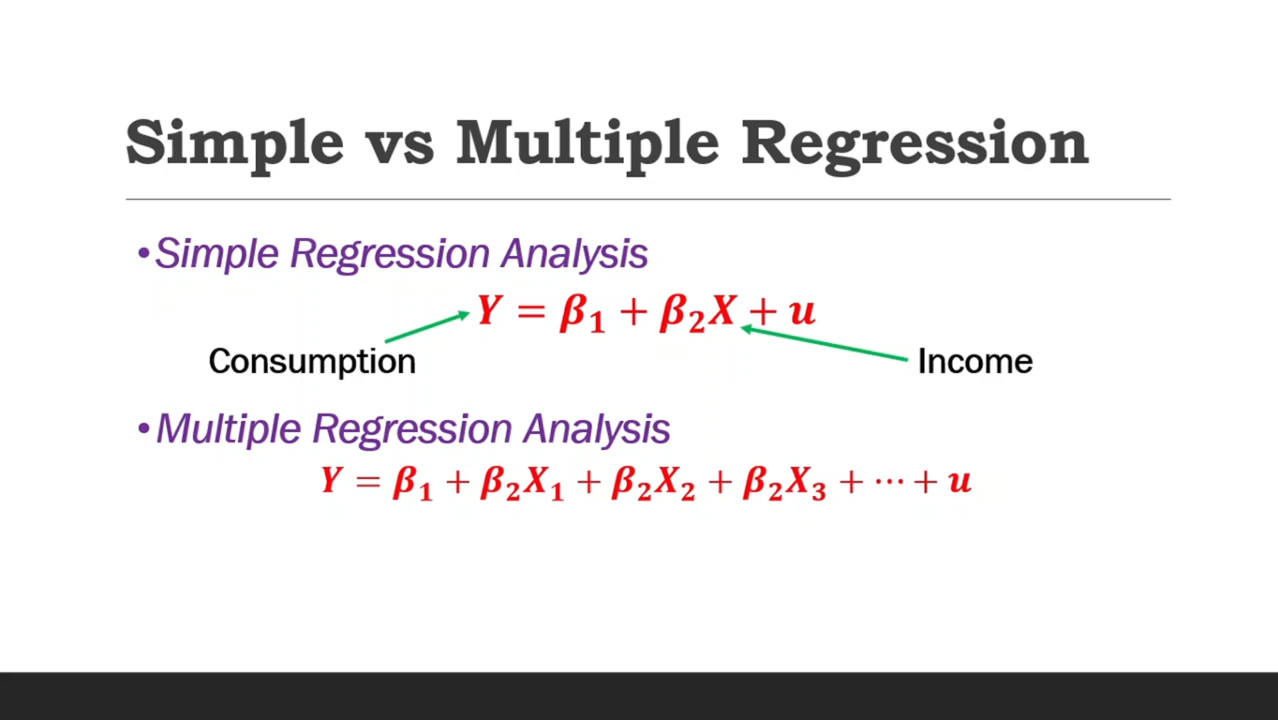 Simple vs Multiple Regression
•Simple Regression Analysis
Y = β₁ + β₂X + u
Consumption Income
•Multiple Regression Analysis
Y = β₁ + β₂X₁ + β₂X₂ + β₂X₃ + ⋯ + u